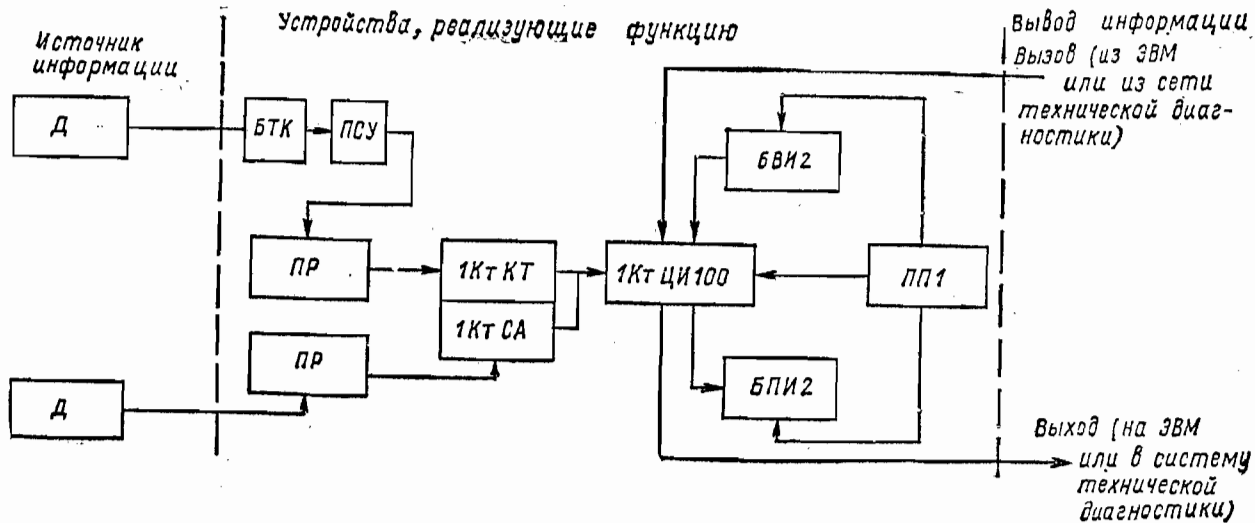 Устройства, реализующие функцию
Источник
информации
Вывод информации
Вызов (из ЭВМ
или из сети
технической диаг-
ностики)
Д
БТК
ПСУ
БВИ2
ПР
1Кт КТ
1Кт ЦИ100
ПП1
1Кт СА
ПР
БПИ2
Д
Выход (на ЭВМ
или в систему
технической
диагностики)